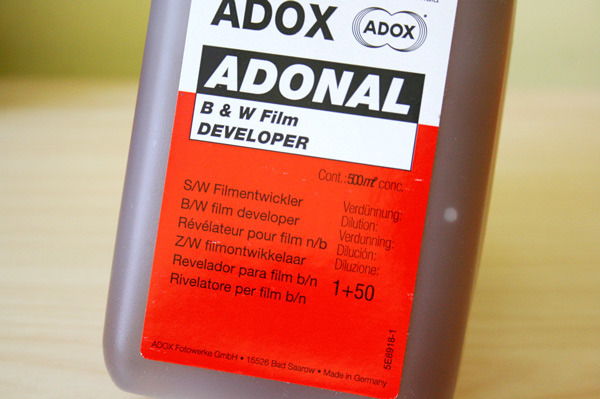 ADOX
ADOX
ADONAL
B & W Film
DEVELOPER
Cont.: 500 ml conc.
S/W Filmentwickler
B/W film developer
Révélateur pour film n/b
Z/W filmontwikkelaar
Revelador para film b/n
Rivelatore per film b/n
Verdünnung:
Dilution:
Verdunning:
Dilución:
Diluzione:
1+50
ADOX Fotowerke GmbH • 15526 Bad Saarow • Made in Germany
5E8918-1